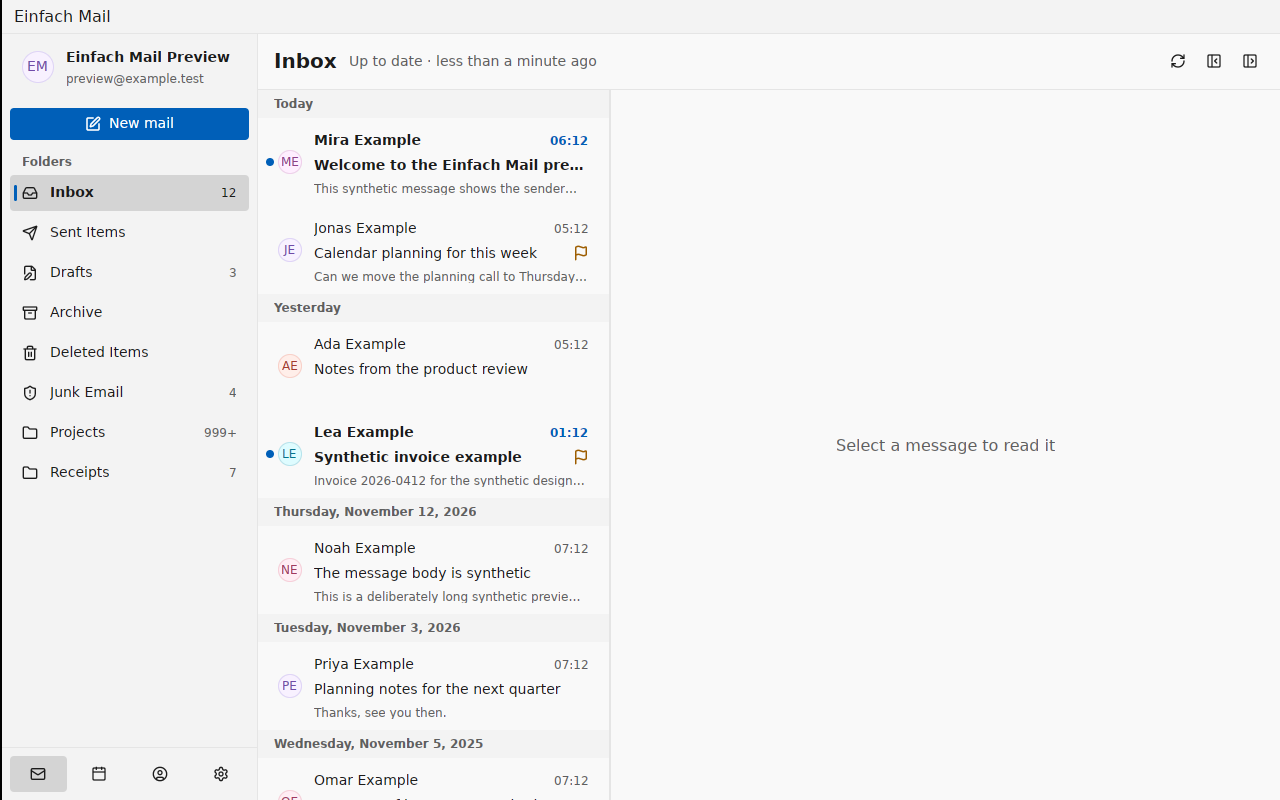 Einfach Mail
EM
Einfach Mail Preview
preview@example.test
New mail
Folders
Inbox 12
Sent Items
Drafts 3
Archive
Deleted Items
Junk Email 4
Projects 999+
Receipts 7
Inbox Up to date · less than a minute ago
Today
Mira Example 06:12
ME
Welcome to the Einfach Mail pre...
This synthetic message shows the sender...
Jonas Example 05:12
JE
Calendar planning for this week
Can we move the planning call to Thursday...
Yesterday
Ada Example 05:12
AE
Notes from the product review
Lea Example 01:12
LE
Synthetic invoice example
Invoice 2026-0412 for the synthetic design...
Thursday, November 12, 2026
Noah Example 07:12
NE
The message body is synthetic
This is a deliberately long synthetic previe...
Tuesday, November 3, 2026
Priya Example 07:12
PE
Planning notes for the next quarter
Thanks, see you then.
Wednesday, November 5, 2025
Omar Example 07:12
Select a message to read it